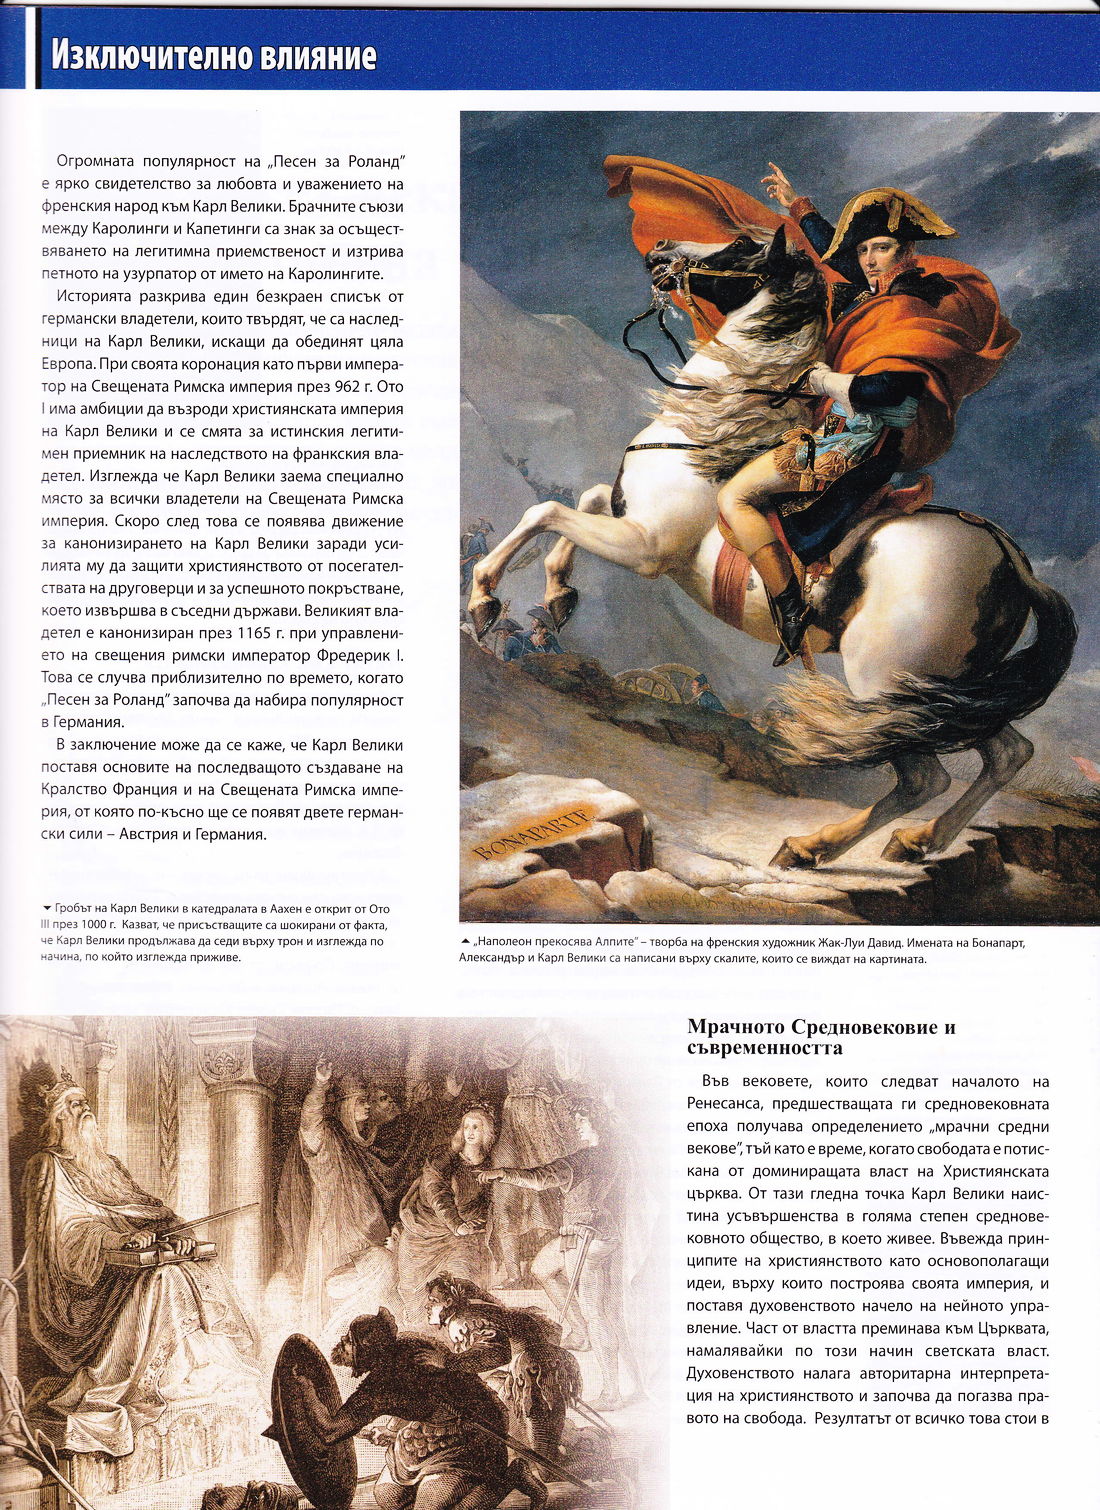 Изключително влияние
Огромната популярност на „Песен за Роланд“
е ярко свидетелство за любовта и уважението на
френския народ към Карл Велики. Брачните съюзи
между Каролинги и Капетинги са знак за осъщест-
вяването на легитимна приемственост и изтрива
петното на узурпатор от името на Каролингите.
Историята разкрива един безкраен списък от
германски владетели, които твърдят, че са наслед-
ници на Карл Велики, искащи да обединят цяла
Европа. При своята коронация като първи импера-
тор на Свещената Римска империя през 962 г. Ото
I има амбиции да възроди християнската империя
на Карл Велики и се смята за истинския легити-
мен приемник на наследството на франкския вла-
детел. Изглежда че Карл Велики заема специално
място за всички владетели на Свещената Римска
империя. Скоро след това се появява движение
за канонизирането на Карл Велики заради уси-
лията му да защити християнството от посегател-
ствата на друговерци и за успешното покръстване,
което извършва в съседни държави. Великият вла-
детел е канонизиран през 1165 г. при управлени-
ето на свещения римски император Фредерик I.
Това се случва приблизително по времето, когато
„Песен за Роланд“ започва да набира популярност
в Германия.
В заключение може да се каже, че Карл Велики
поставя основите на последващото създаване на
Кралство Франция и на Свещената Римска импе-
рия, от която по-късно ще се появят двете герман-
ски сили – Австрия и Германия.
Гробът на Карл Велики в катедралата в Аахен е открит от Ото
III през 1000 г. Казват, че присъстващите са шокирани от факта,
че Карл Велики продължава да седи върху трон и изглежда по
начина, по който изглежда приживе.
BONAPARTE
„Наполеон прекосява Алпите“ – творба на френския художник Жак-Луи Давид. Имената на Бонапарт,
Александър и Карл Велики са написани върху скалите, които се виждат на картината.
Мрачното Средновековие и
съвременността
Във вековете, които следват началото на
Ренесанса, предшестващата ги средновековната
епоха получава определението „мрачни средни
векове“, тъй като е време, когато свободата е потис-
кана от доминиращата власт на Християнската
църква. От тази гледна точка Карл Велики наис-
тина усъвършенства в голяма степен среднове-
ковното общество, в което живее. Въвежда прин-
ципите на християнството като основополагащи
идеи, върху които построява своята империя, и
поставя духовенството начело на нейното упра-
вление. Част от властта преминава към Църквата,
намалявайки по този начин светската власт.
Духовенството налага авторитарна интерпрета-
ция на християнството и започва да погазва пра-
вото на свобода. Резултатът от всичко това стои в